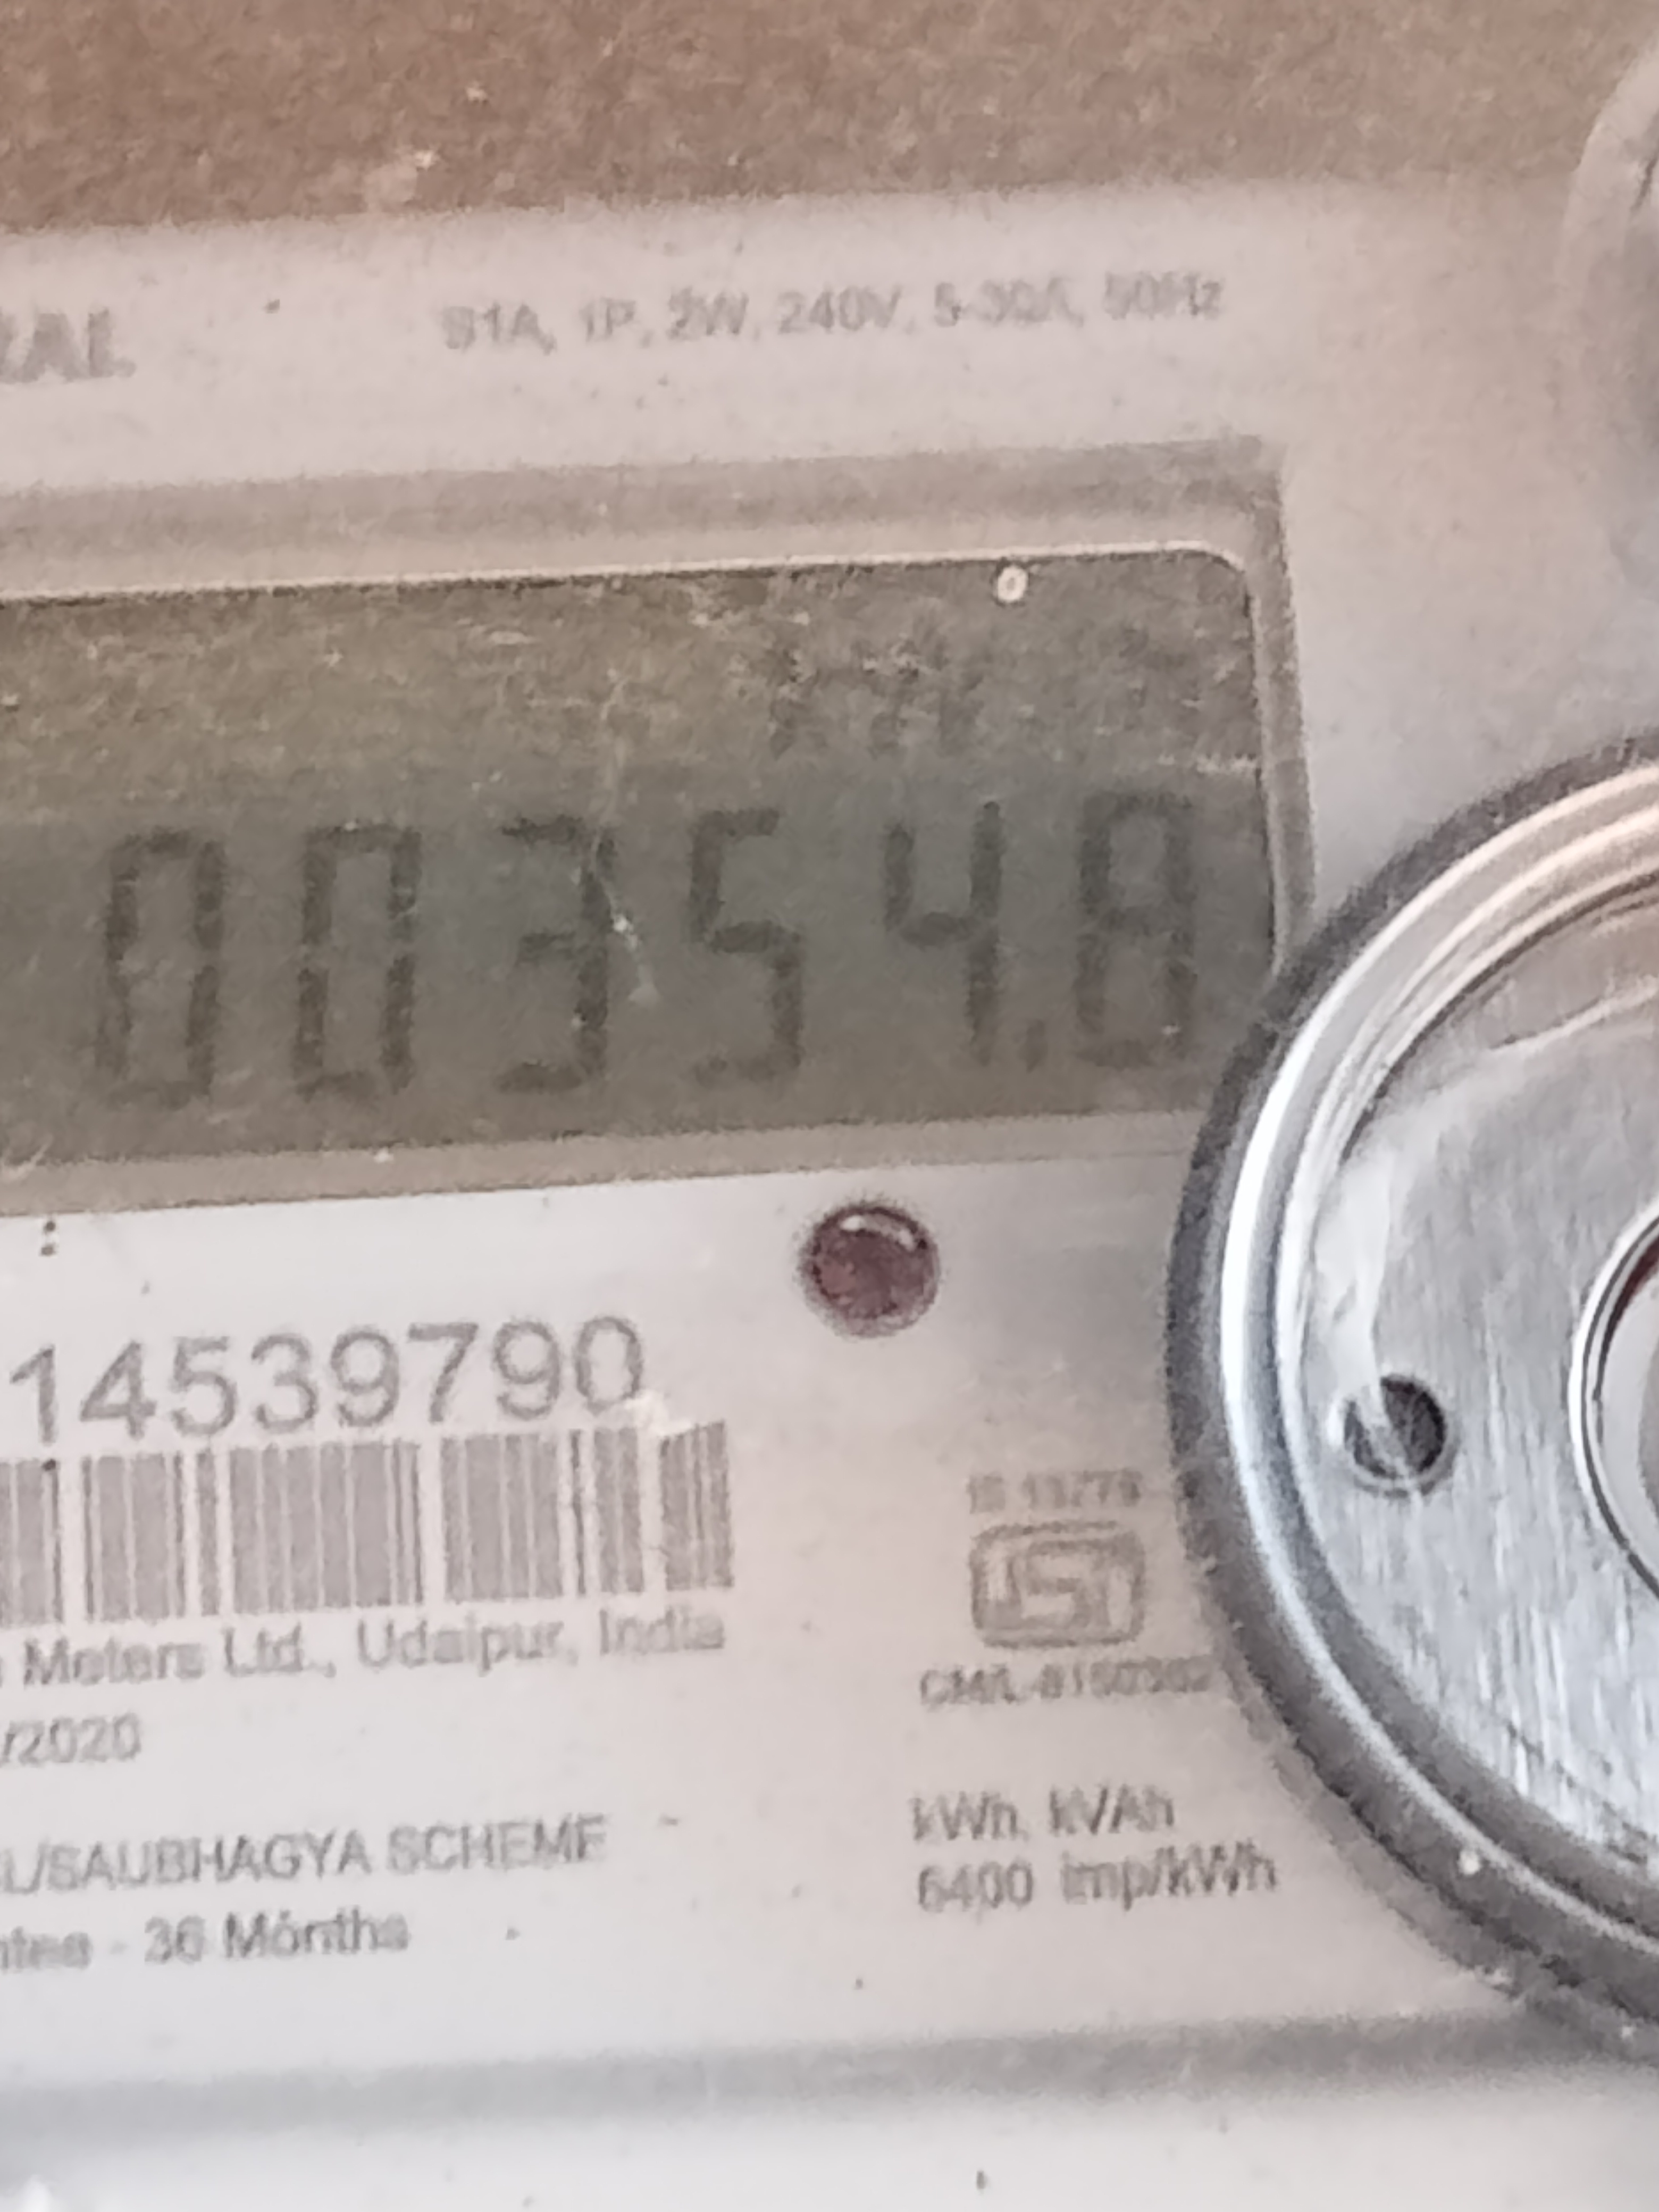 S1A, 1P, 2W, 240V, 5-30A, 50Hz
00354.8
14539790
IS 13779
Meters Ltd., Udaipur, India
/2020
/SAUBHAGYA SCHEME
- 36 Months
kWh, kVAh
6400 imp/kWh